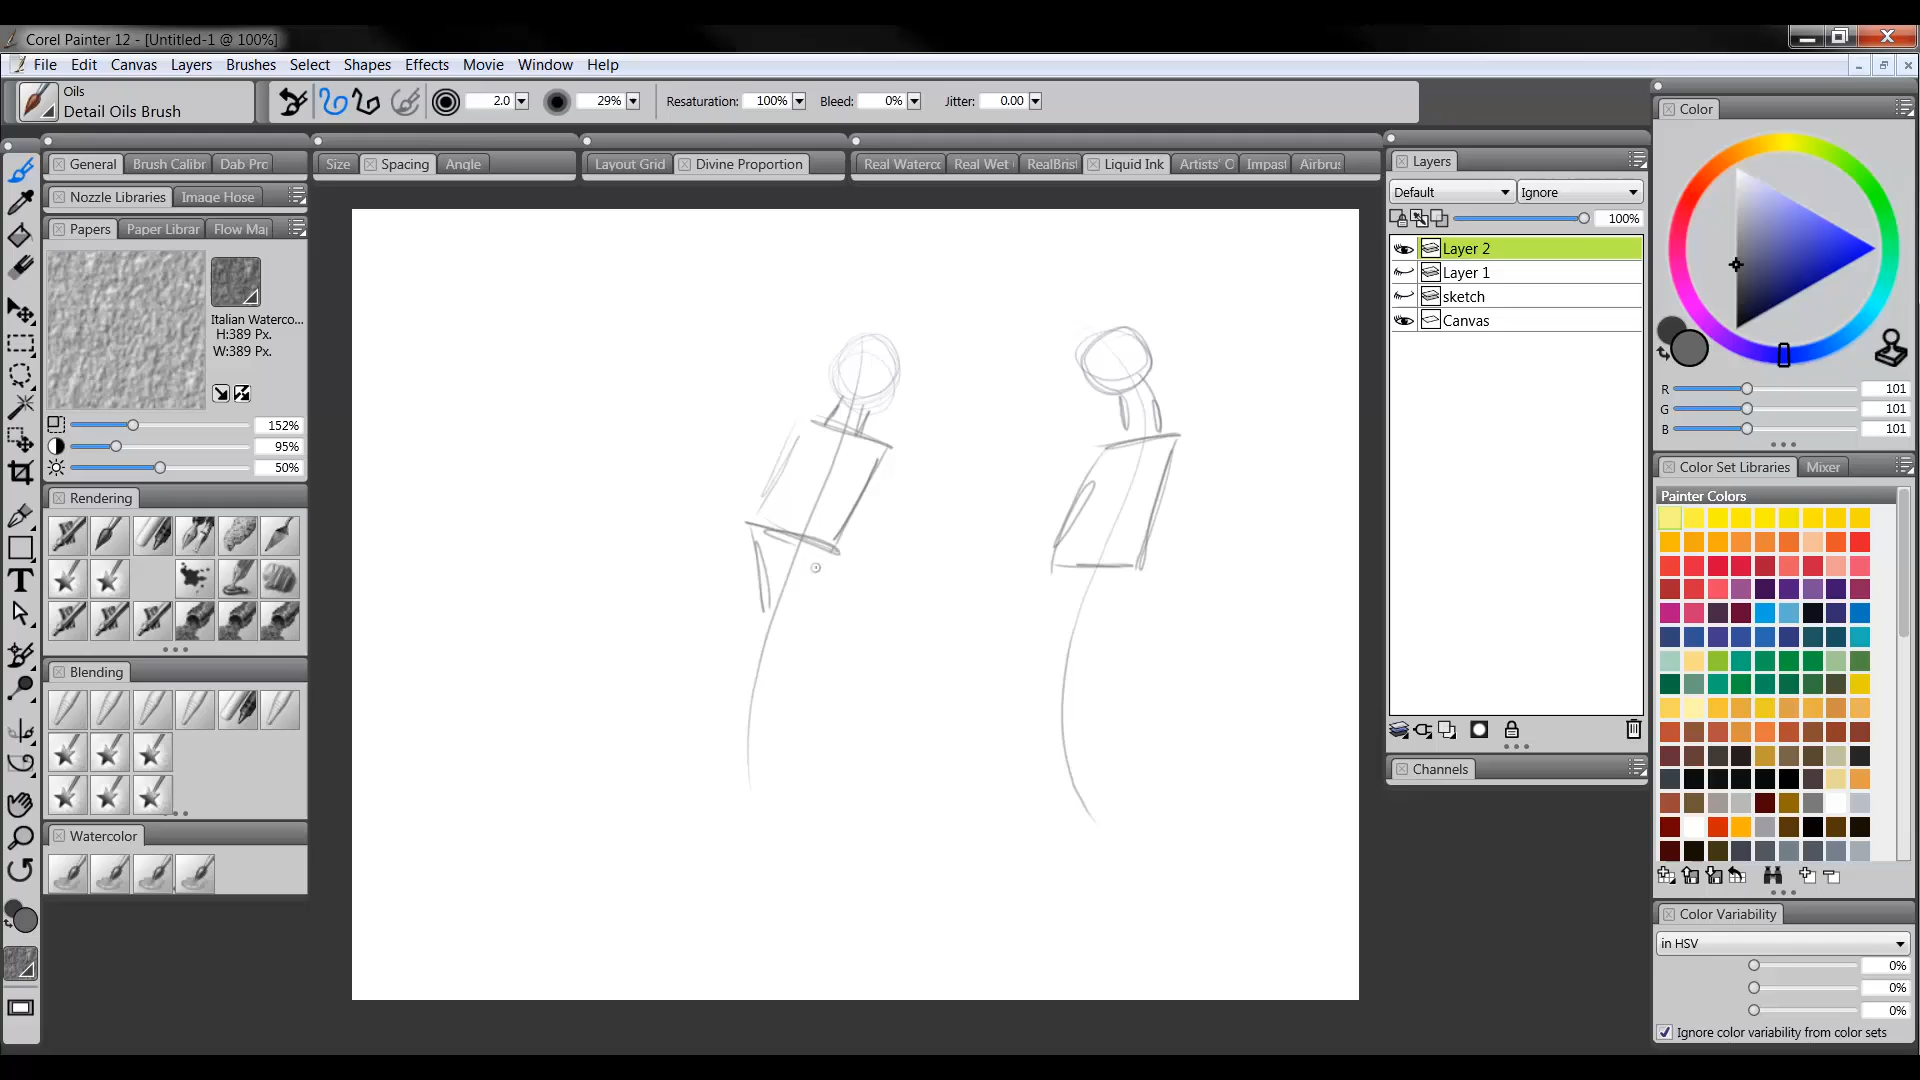 Corel Painter 12 - [Untitled-1 @ 100%]
File Edit Canvas Layers Brushes Select Shapes Effects Movie Window Help
Oils
Detail Oils Brush
2.0 29% Resaturation: 100% Bleed: 0% Jitter: 0.00
General Brush Calibr Dab Pro
Size Spacing Angle
Layout Grid Divine Proportion
Real Waterco Real Wet RealBrist Liquid Ink Artists' O Impast Airbrus
Nozzle Libraries Image Hose
Papers Paper Librar Flow Ma
Italian Waterco...
H:389 Px.
W:389 Px.
152%
95%
50%
Rendering
Blending
Watercolor
Layers
Default Ignore
100%
Layer 2
Layer 1
sketch
Canvas
Channels
Color
R 101
G 101
B 101
Color Set Libraries Mixer
Painter Colors
Color Variability
in HSV
0%
0%
0%
Ignore color variability from color sets